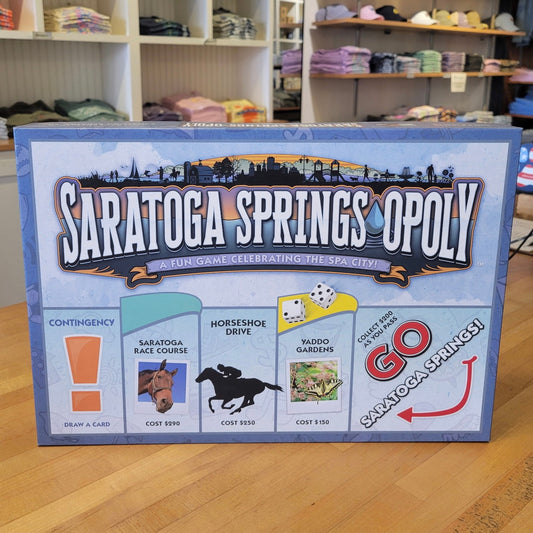 SARATOGA SPRINGS OPOLY
A FUN GAME CELEBRATING THE SPA CITY!
CONTINGENCY
DRAW A CARD
SARATOGA
RACE COURSE
COST $290
HORSESHOE
DRIVE
COST $250
YADDO
GARDENS
COST $150
COLLECT $200
AS YOU PASS
GO
SARATOGA SPRINGS!